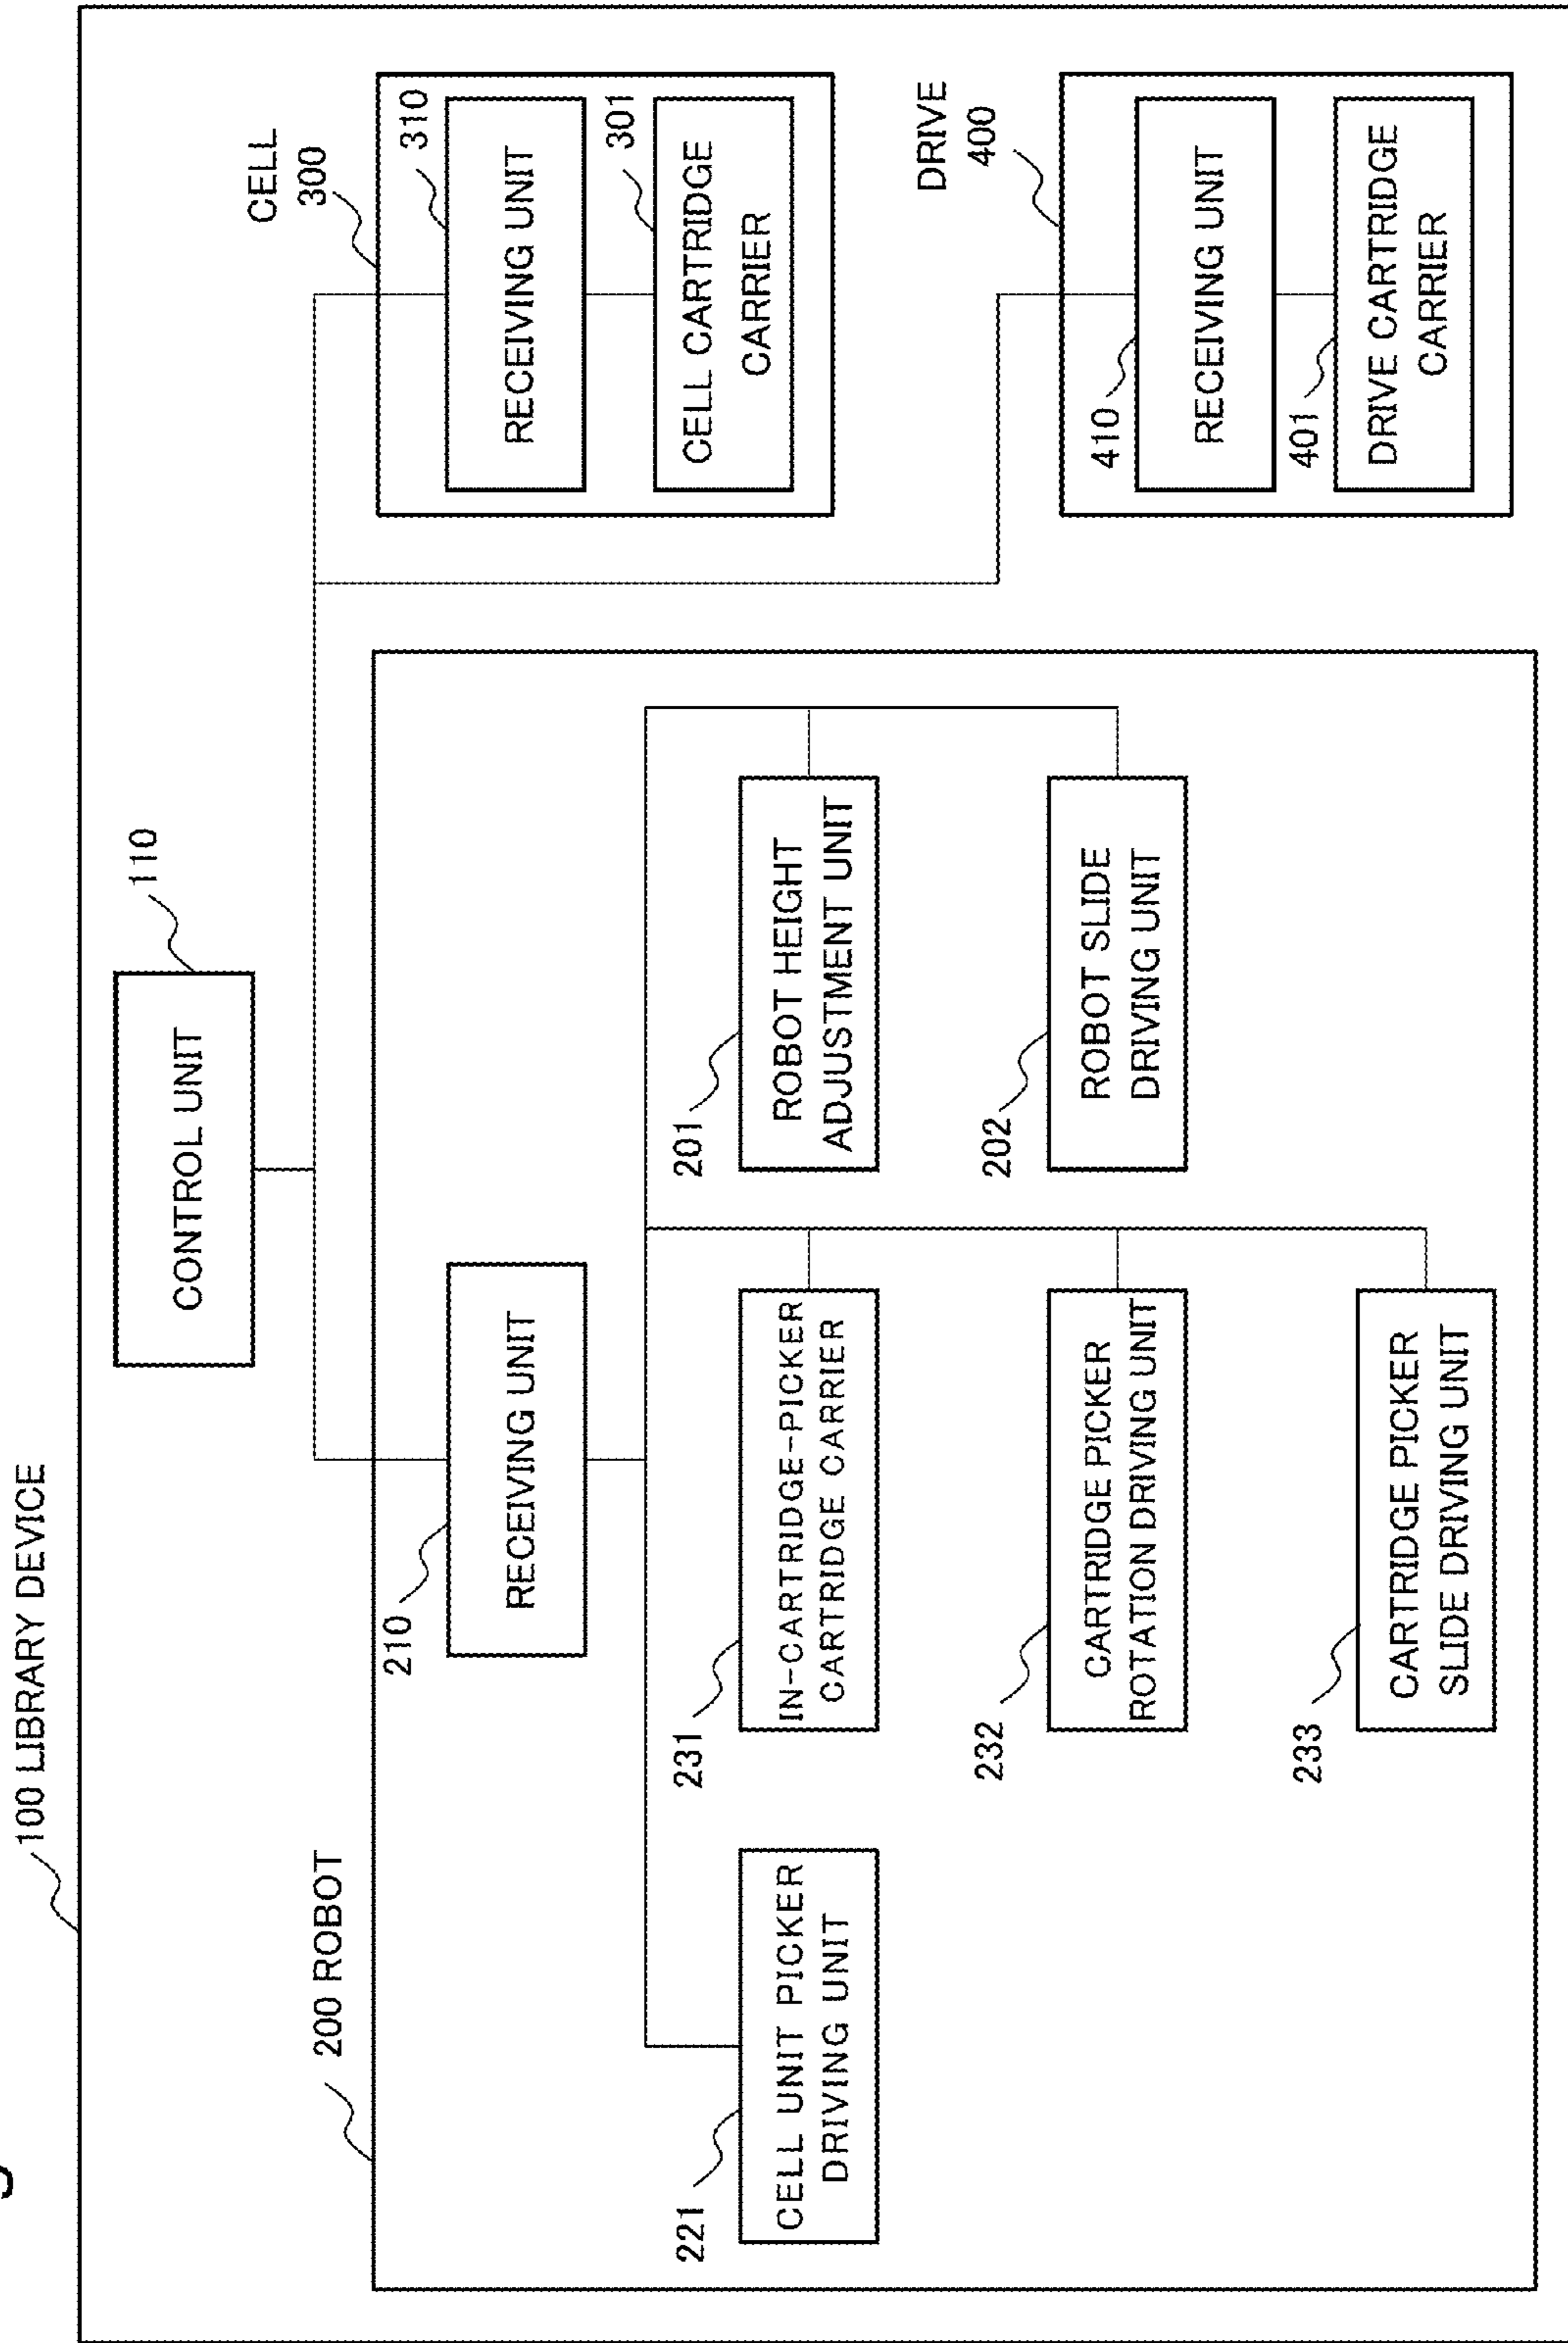 100 LIBRARY DEVICE
CONTROL UNIT
110
200 ROBOT
210
RECEIVING UNIT
221
CELL UNIT PICKER
DRIVING UNIT
231
IN-CARTRIDGE-PICKER
CARTRIDGE CARRIER
232
CARTRIDGE PICKER
ROTATION DRIVING UNIT
233
CARTRIDGE PICKER
SLIDE DRIVING UNIT
201
ROBOT HEIGHT
ADJUSTMENT UNIT
202
ROBOT SLIDE
DRIVING UNIT
CELL
300
310
RECEIVING UNIT
301
CELL CARTRIDGE
CARRIER
DRIVE
400
410
RECEIVING UNIT
401
DRIVE CARTRIDGE
CARRIER